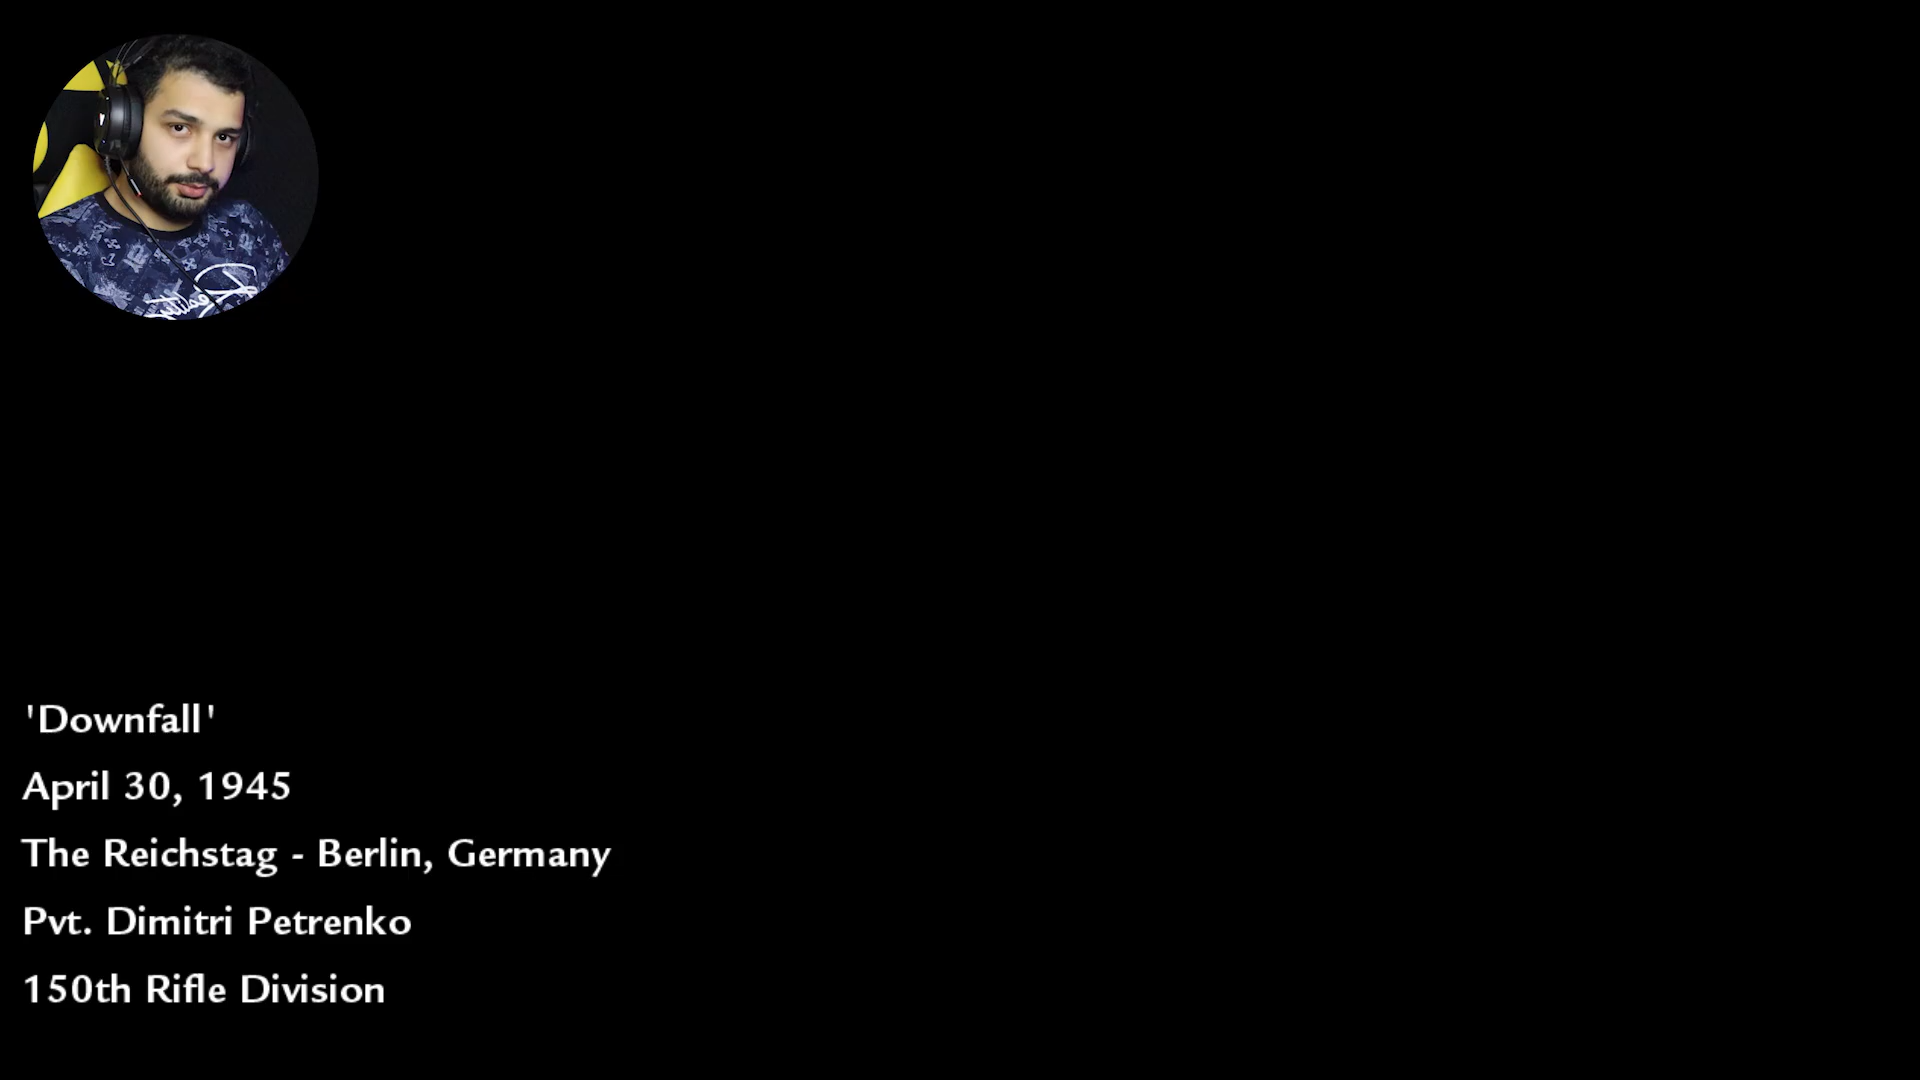 'Downfall'
April 30, 1945
The Reichstag - Berlin, Germany
Pvt. Dimitri Petrenko
150th Rifle Division